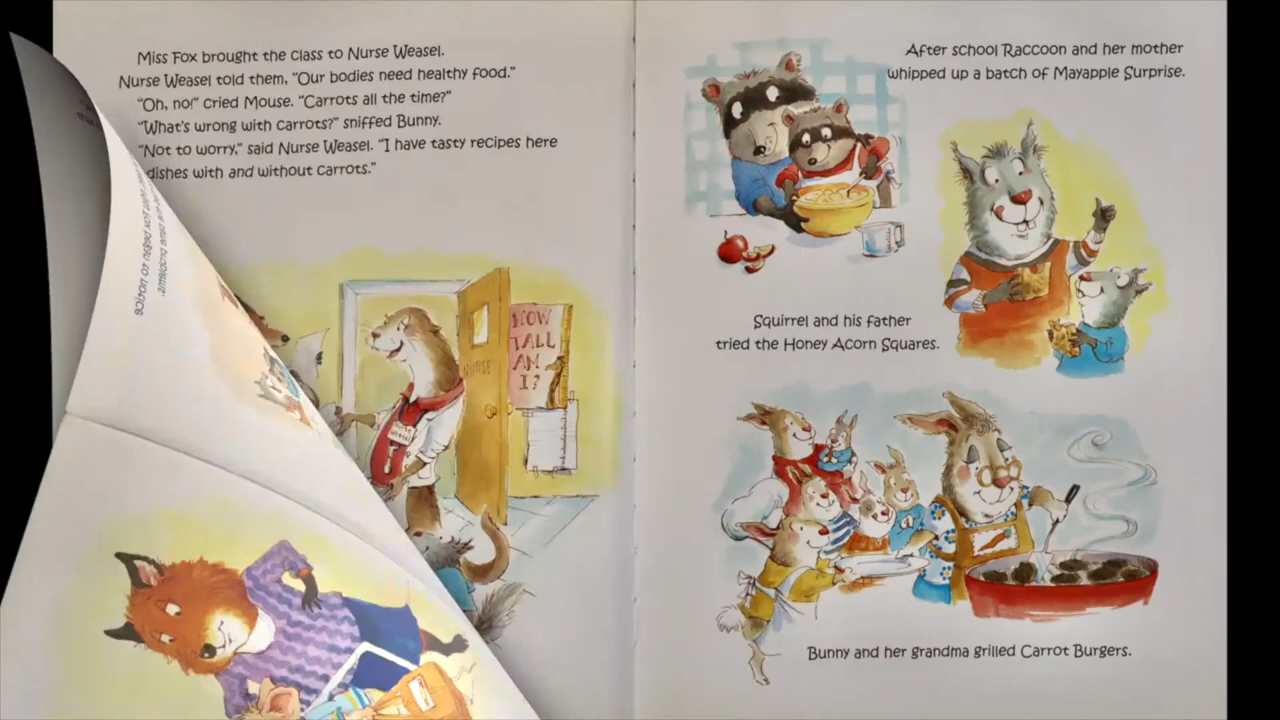 Miss Fox brought the class to Nurse Weasel.
Nurse Weasel told them, "Our bodies need healthy food."
"Oh, no!" cried Mouse. "Carrots all the time?"
"What's wrong with carrots?" sniffed Bunny.
"Not to worry," said Nurse Weasel. "I have tasty recipes here
dishes with and without carrots."
NURSE
HOW
TALL
AM
I?
After school Raccoon and her mother
whipped up a batch of Mayapple Surprise.
Squirrel and his father
tried the Honey Acorn Squares.
Bunny and her grandma grilled Carrot Burgers.